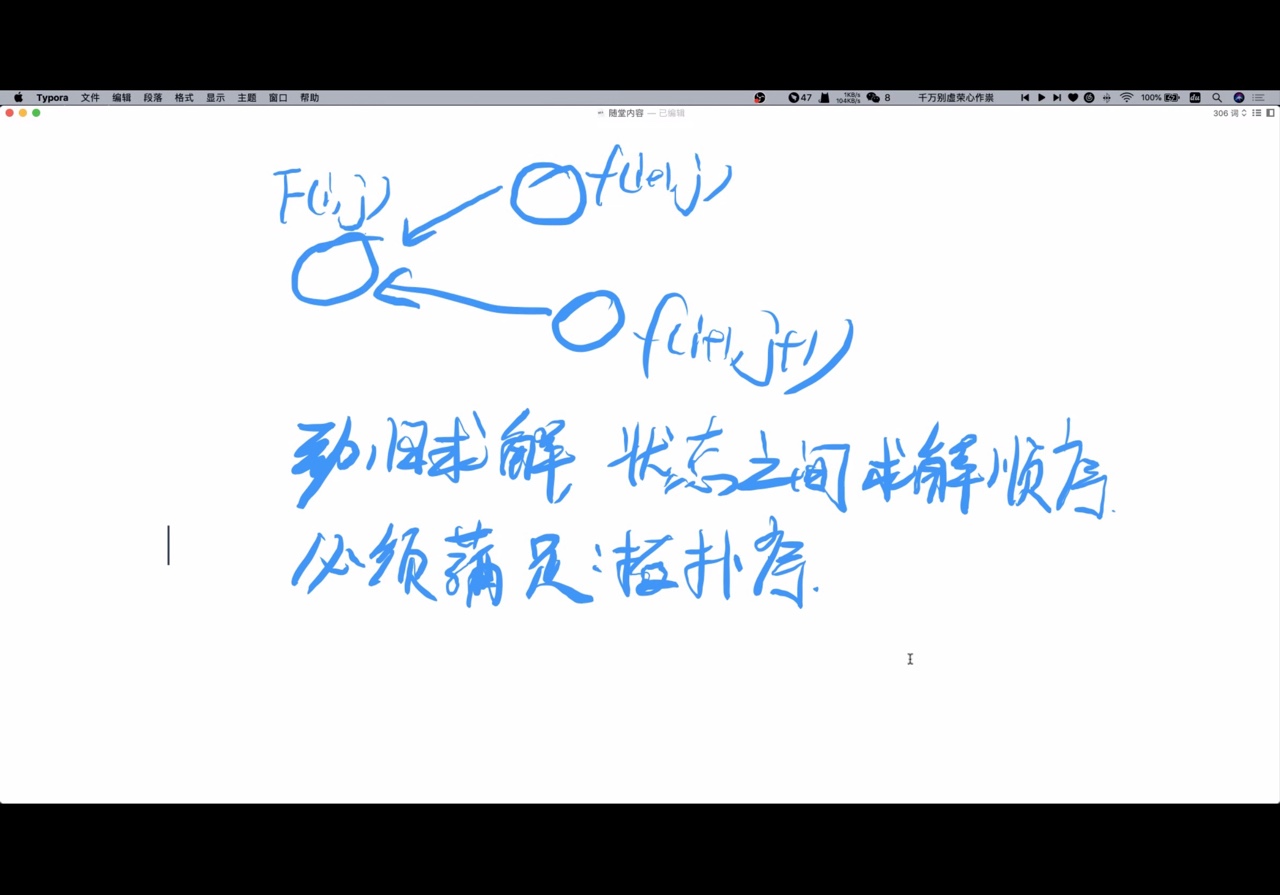 Typora 文件 编辑 段落 格式 显示 主题 窗口 帮助 47 1KB/s 104KB/s 8 千万别虚荣心作祟 100%
随堂内容 — 已编辑 306 词
F(i,j) f(i+1,j)
f(i+1,j+1)
动归求解,状态之间求解顺序.
必须满足:拓扑序.